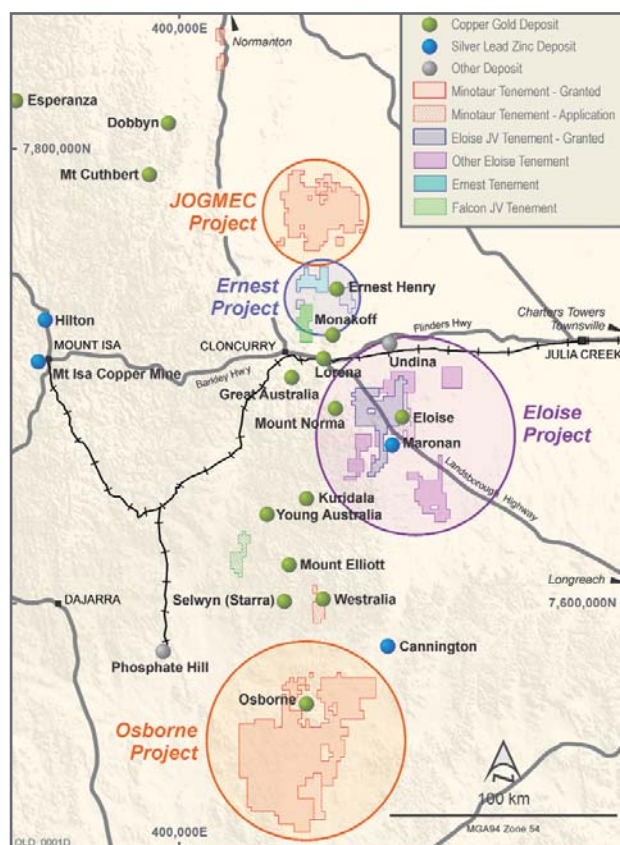 400,000E
Normanton
Copper Gold Deposit
Silver Lead Zinc Deposit
Other Deposit
Minotaur Tenement - Granted
Minotaur Tenement - Application
Eloise JV Tenement - Granted
Other Eloise Tenement
Ernest Tenement
Falcon JV Tenement
Esperanza
Dobbyn
7,800,000N
Mt Cuthbert
JOGMEC
Project
Ernest
Project
Ernest Henry
Monakoff
Hilton
MOUNT ISA
Mt Isa Copper Mine
CLONCURRY
Barkley Hwy
Flinders Hwy
Charters Towers
Townsville
JULIA CREEK
Undina
Lorena
Great Australia
Mount Norma
Eloise
Maronan
Eloise
Project
Landsborough Highway
Kuridala
Young Australia
Mount Elliott
Longreach
DAJARRA
Selwyn (Starra)
Westralia
7,600,000N
Phosphate Hill
Cannington
Osborne
Osborne
Project
N
100 km
MGA94 Zone 54
QLD_0001D
400,000E